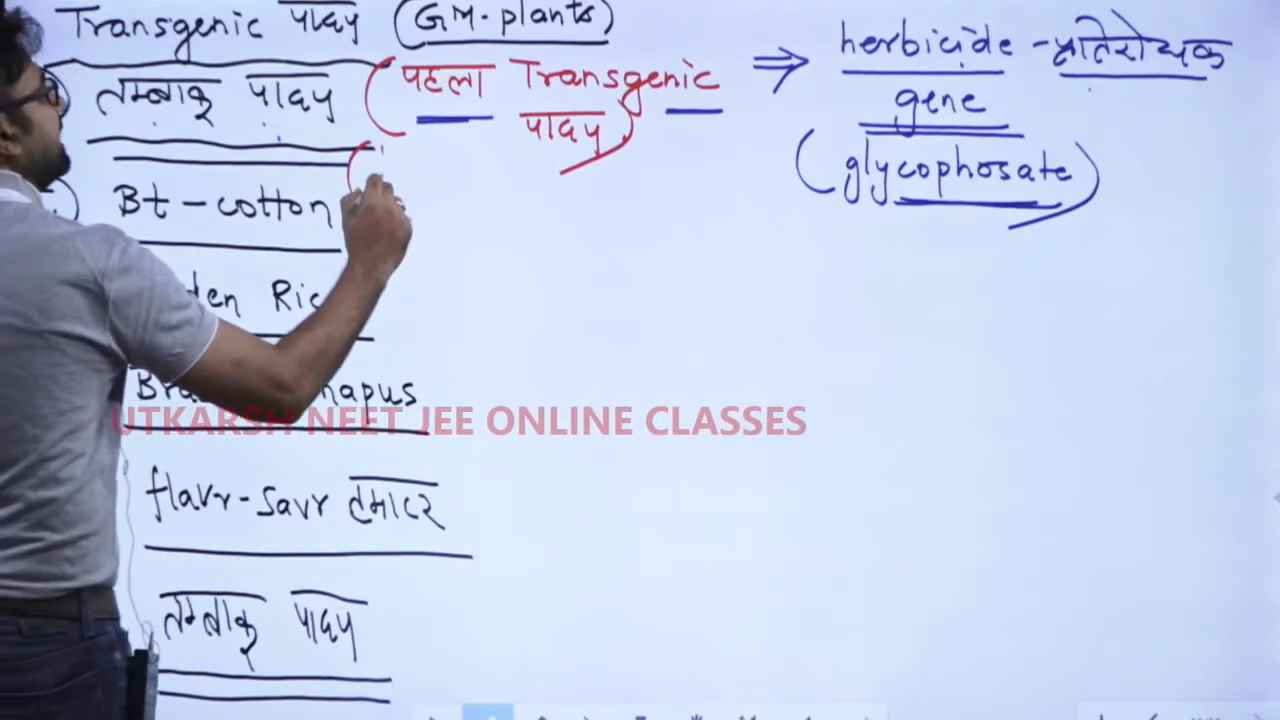 Transgenic पादप (GM-plants)
तम्बाकू पादप (पहला Transgenic पादप) ⇒ herbicide - प्रतिरोधक
gene
(glycophosate)
Bt - cotton
Ric
napus
flavr-savr टमाटर
तम्बाकू पादप
UTKARSH NEET JEE ONLINE CLASSES